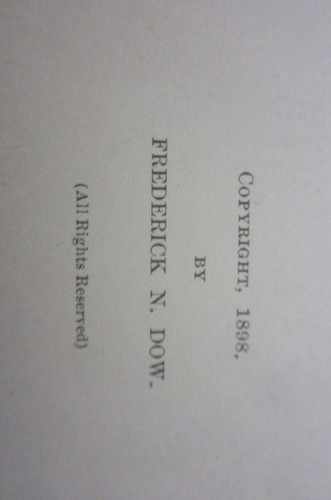 COPYRIGHT, 1898.
BY
FREDERICK N. DOW.
(All Rights Reserved)